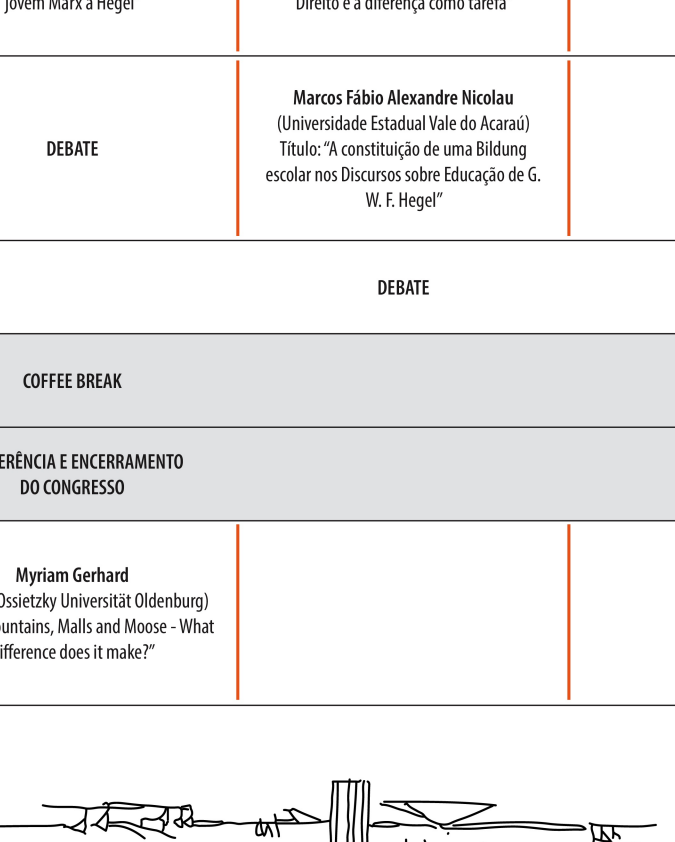 Jovem Marx a Hegel
Direito e a diferença como tarefa
DEBATE
Marcos Fábio Alexandre Nicolau
(Universidade Estadual Vale do Acaraú)
Título: “A constituição de uma Bildung
escolar nos Discursos sobre Educação de G.
W. F. Hegel”
DEBATE
COFFEE BREAK
ERÊNCIA E ENCERRAMENTO
DO CONGRESSO
Myriam Gerhard
Ossietzky Universität Oldenburg)
ountains, Malls and Moose - What
ifference does it make?”